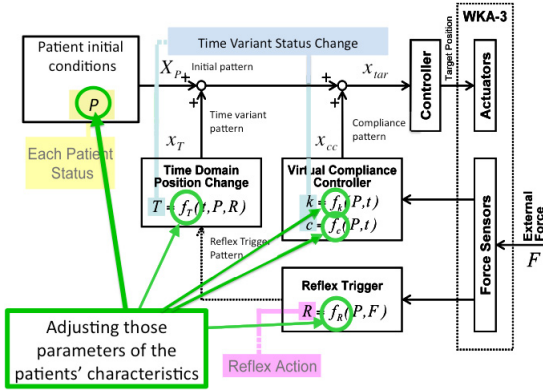 WKA-3
Patient initial
conditions
P
Time Variant Status Change
X_P
Initial pattern
+
+
+
+
x_tar
Controller
Target Position
Actuators
Each Patient
Status
Time variant
pattern
x_T
Compliance
pattern
x_cc
Time Domain
Position Change
T = f_T(t,P,R)
Virtual Compliance
Controller
k = f_k(P,t)
c = f_c(P,t)
Force Sensors
External
Force
F
Reflex Trigger
Pattern
Reflex Trigger
R = f_R(P,F)
Adjusting those
parameters of the
patients' characteristics
Reflex Action